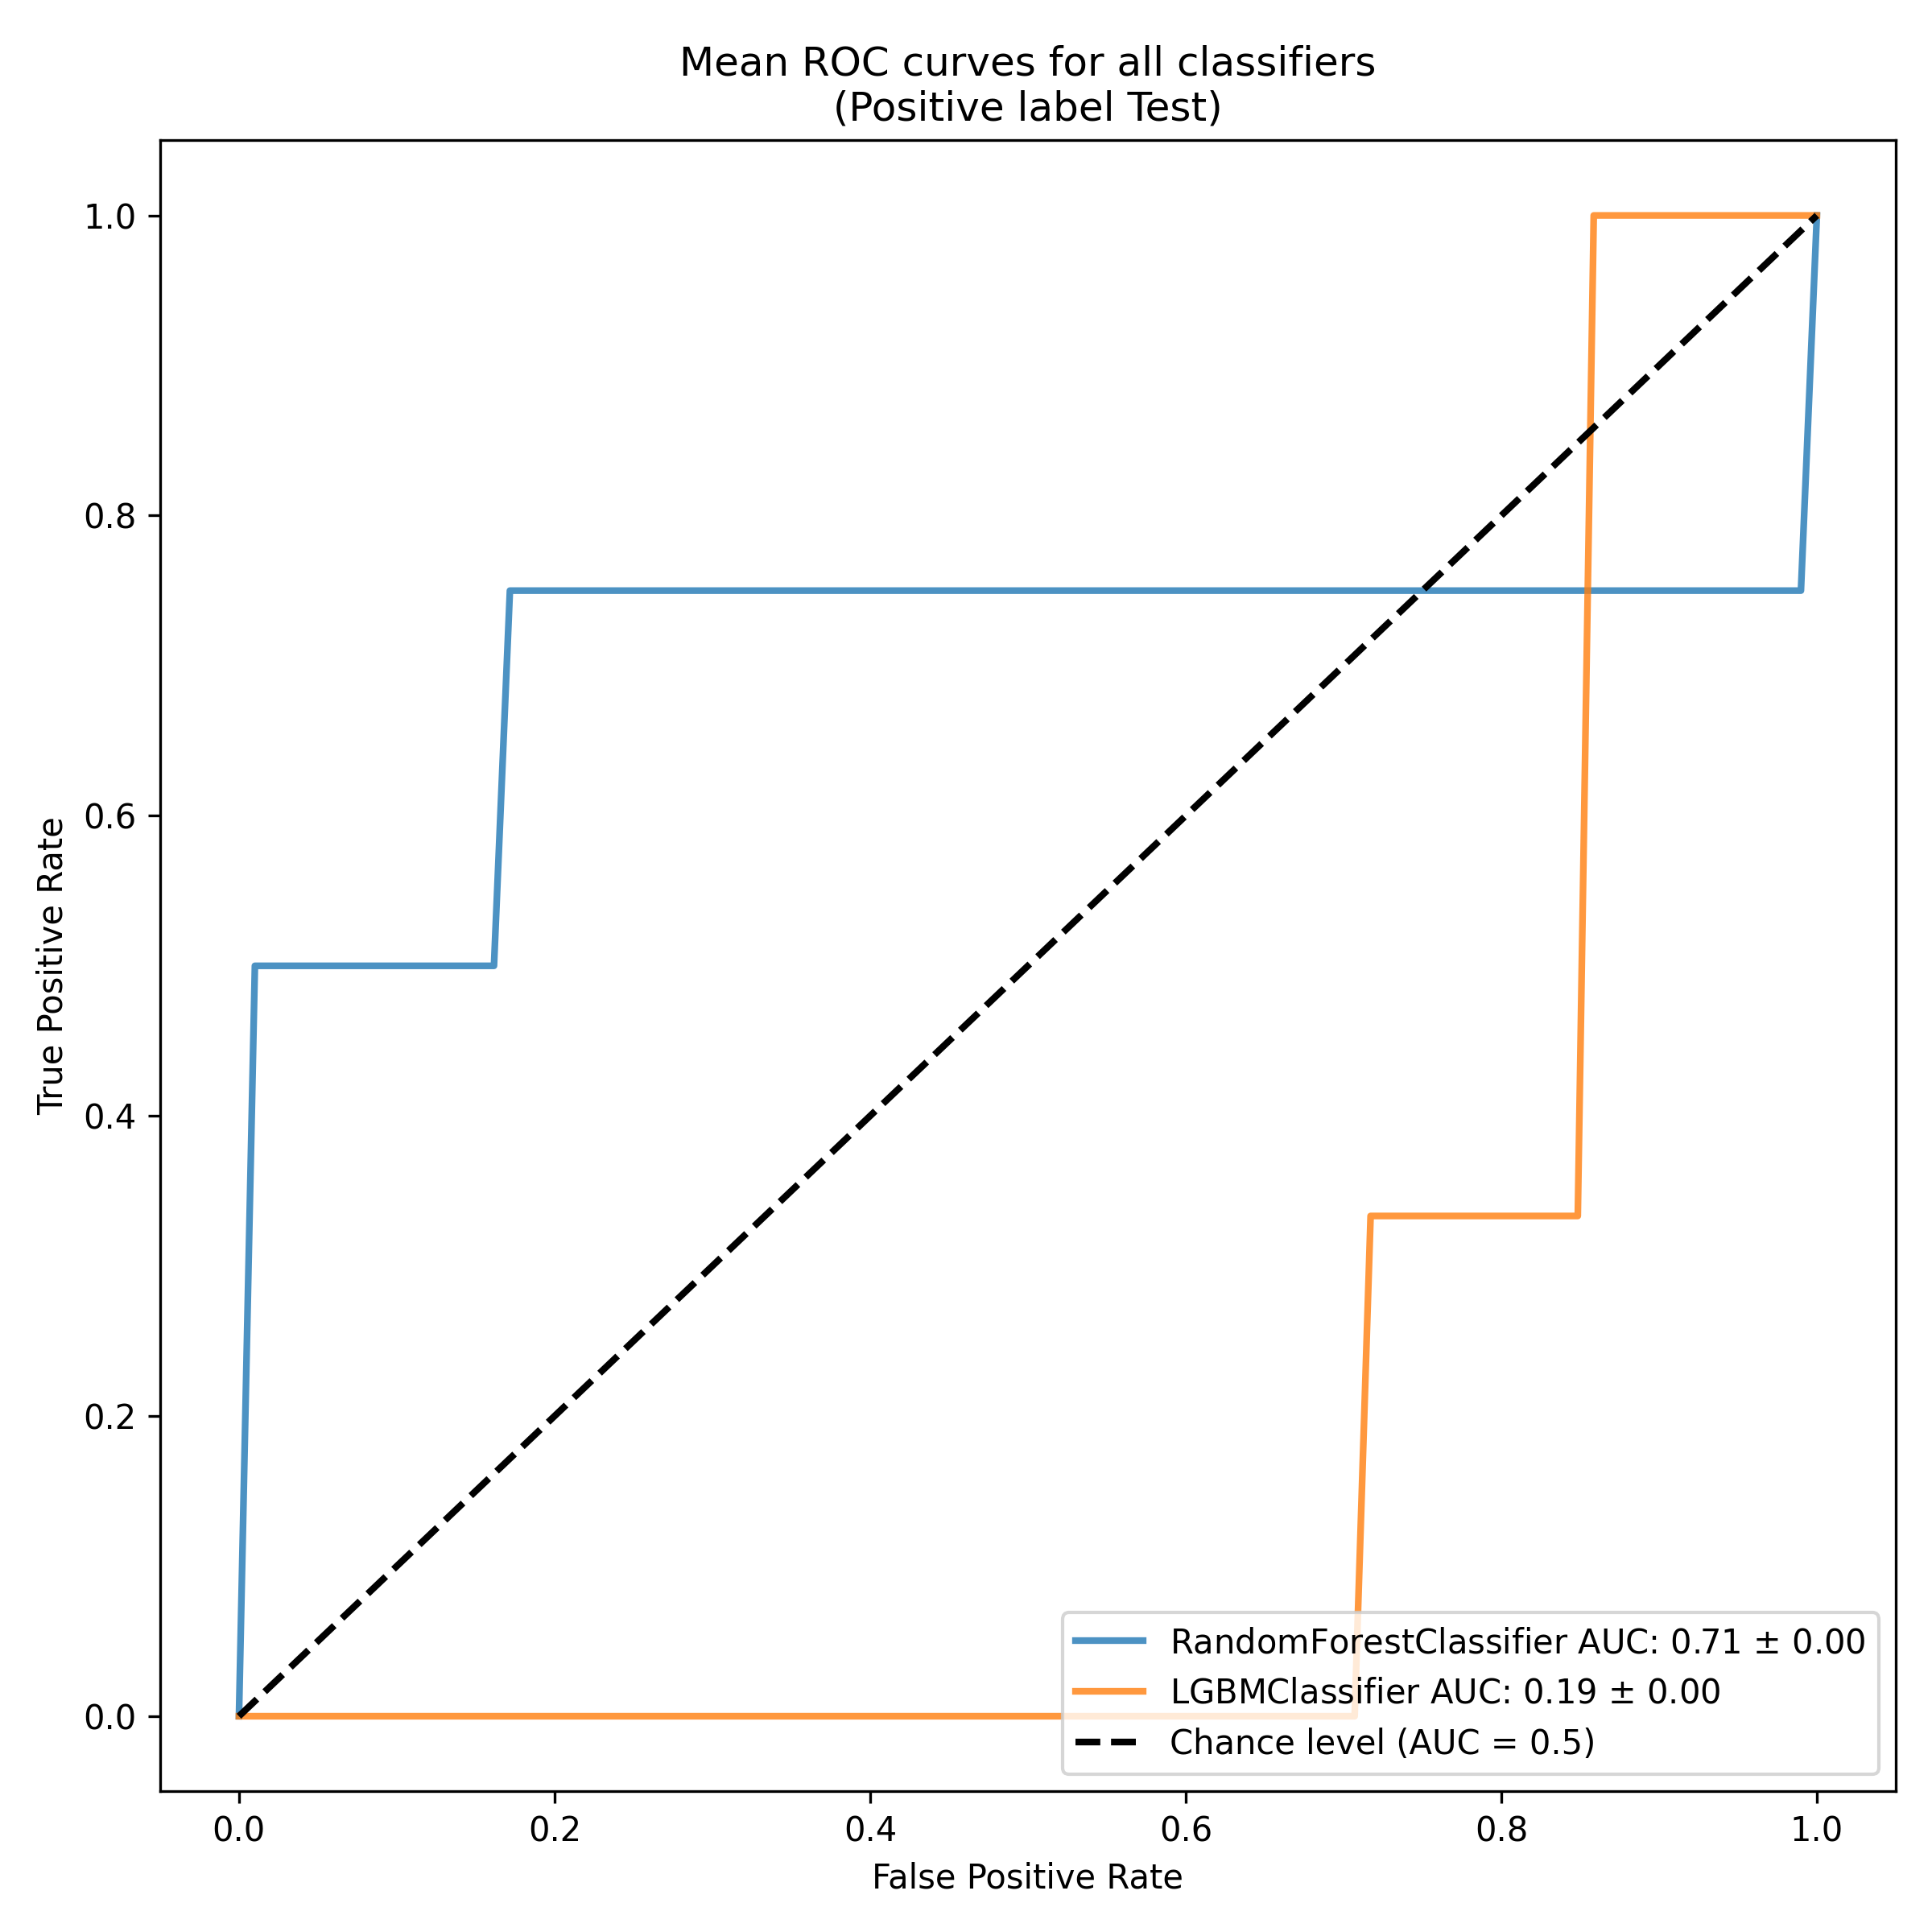 Mean ROC curves for all classifiers
(Positive label Test)
True Positive Rate
1.0
0.8
0.6
0.4
0.2
0.0
RandomForestClassifier AUC: 0.71 ± 0.00
LGBMClassifier AUC: 0.19 ± 0.00
Chance level (AUC = 0.5)
0.0 0.2 0.4 0.6 0.8 1.0
False Positive Rate